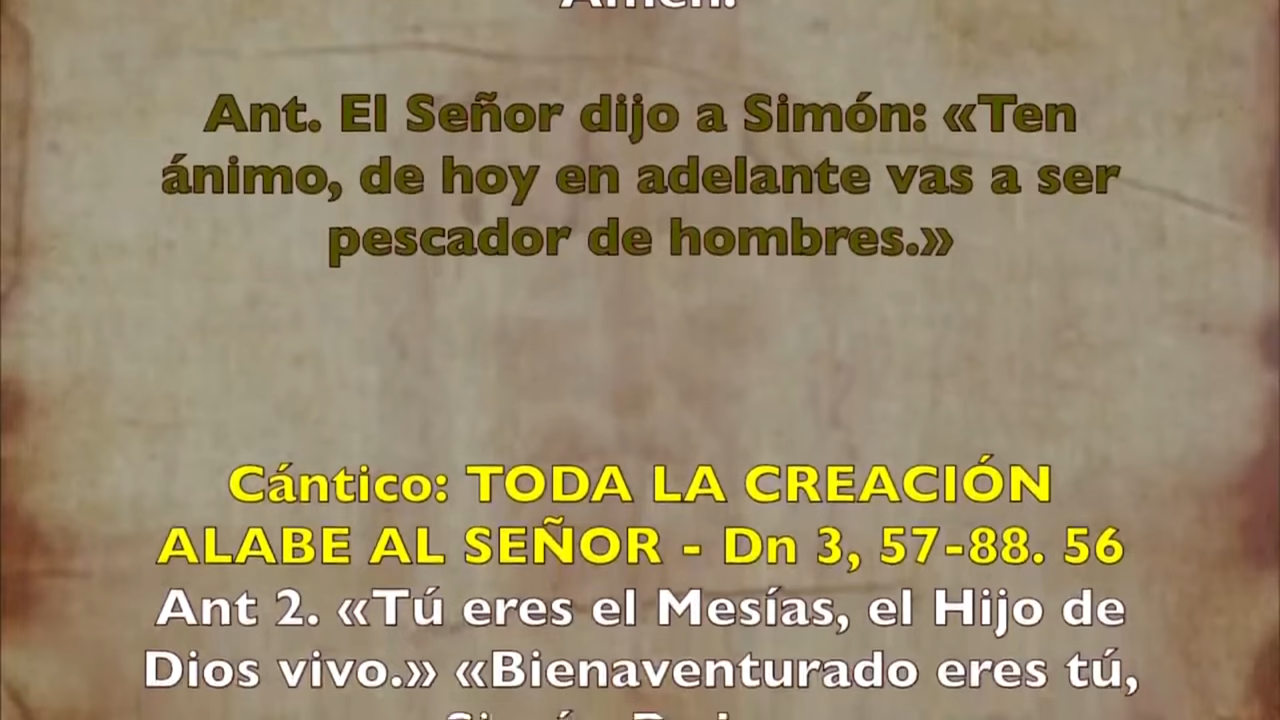 Amén.
Ant. El Señor dijo a Simón: «Ten
ánimo, de hoy en adelante vas a ser
pescador de hombres.»
Cántico: TODA LA CREACIÓN
ALABE AL SEÑOR - Dn 3, 57-88. 56
Ant 2. «Tú eres el Mesías, el Hijo de
Dios vivo.» «Bienaventurado eres tú,